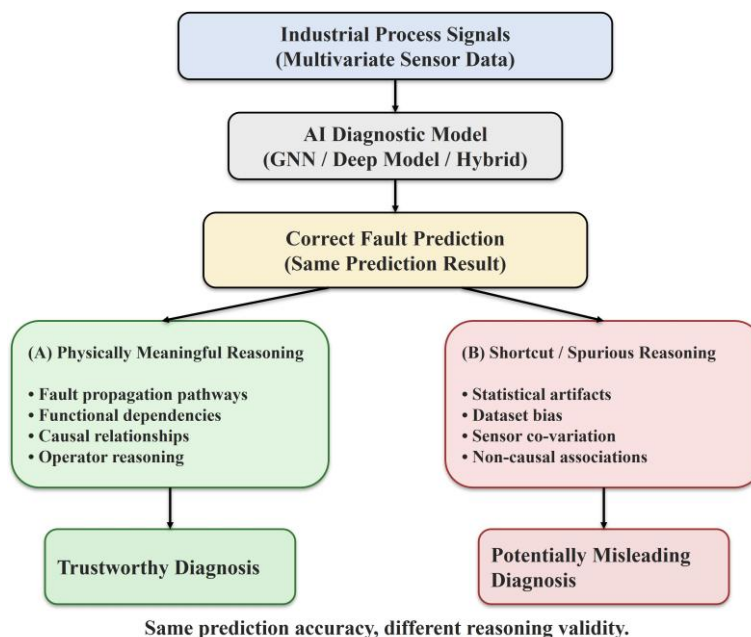 Industrial Process Signals
(Multivariate Sensor Data)
AI Diagnostic Model
(GNN / Deep Model / Hybrid)
Correct Fault Prediction
(Same Prediction Result)
(A) Physically Meaningful Reasoning
• Fault propagation pathways
• Functional dependencies
• Causal relationships
• Operator reasoning
(B) Shortcut / Spurious Reasoning
• Statistical artifacts
• Dataset bias
• Sensor co-variation
• Non-causal associations
Trustworthy Diagnosis
Potentially Misleading
Diagnosis
Same prediction accuracy, different reasoning validity.